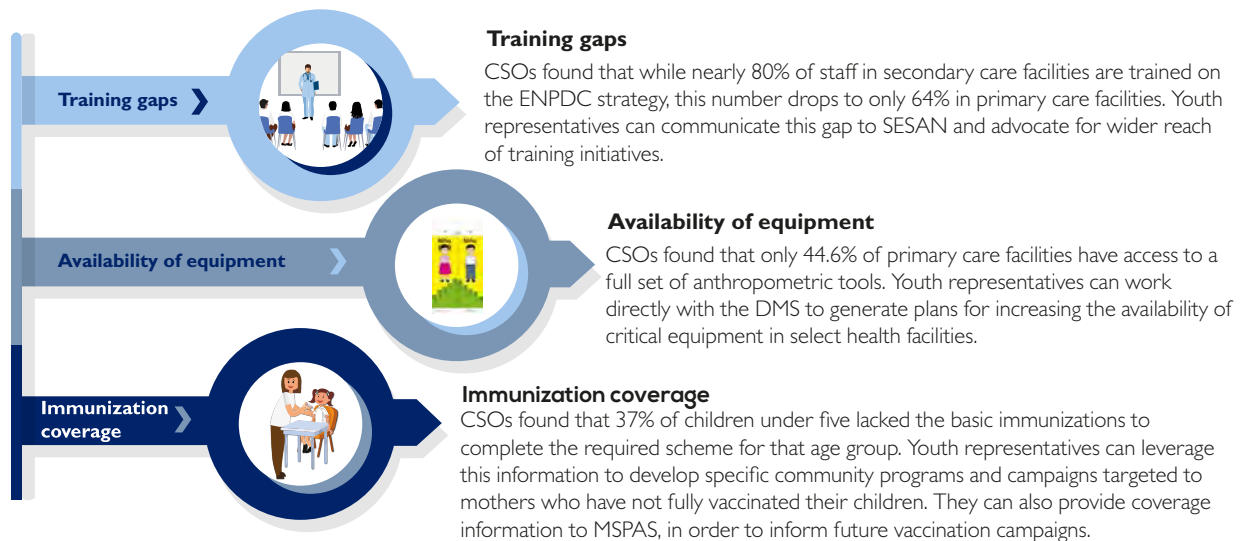 Training gaps
Training gaps
CSOs found that while nearly 80% of staff in secondary care facilities are trained on
the ENPDC strategy, this number drops to only 64% in primary care facilities. Youth
representatives can communicate this gap to SESAN and advocate for wider reach
of training initiatives.
Availability of equipment
Availability of equipment
CSOs found that only 44.6% of primary care facilities have access to a
full set of anthropometric tools. Youth representatives can work
directly with the DMS to generate plans for increasing the availability of
critical equipment in select health facilities.
Immunization
coverage
Immunization coverage
CSOs found that 37% of children under five lacked the basic immunizations to
complete the required scheme for that age group. Youth representatives can leverage
this information to develop specific community programs and campaigns targeted to
mothers who have not fully vaccinated their children. They can also provide coverage
information to MSPAS, in order to inform future vaccination campaigns.